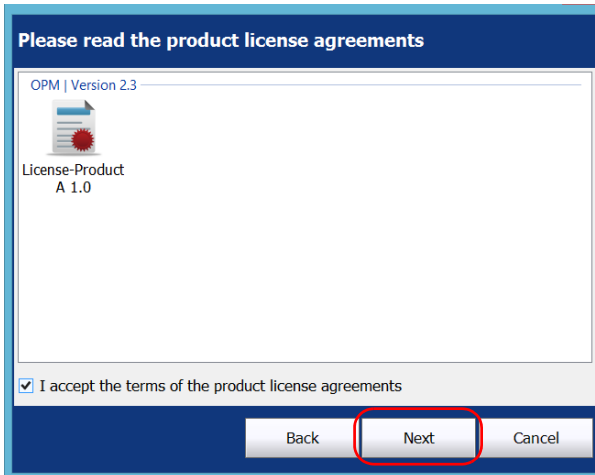 Please read the product license agreements
OPM | Version 2.3
License-Product
A 1.0
I accept the terms of the product license agreements
Back Next Cancel